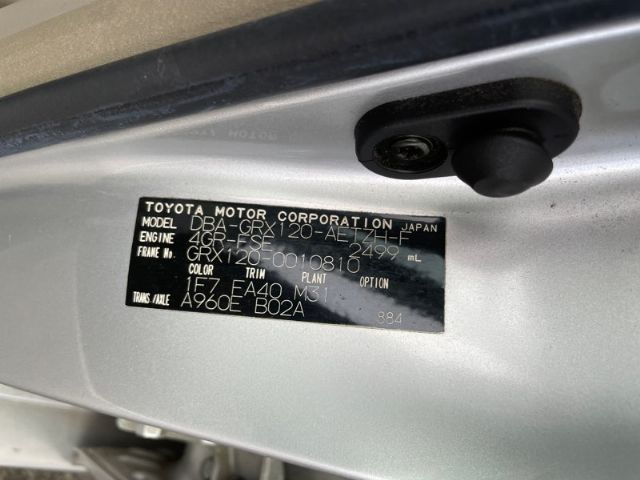 TOYOTA MOTOR CORPORATION JAPAN
MODEL DBA-GRX120-AETZH-F
ENGINE 4GR-FSE 2499 mL
FRAME No. GRX120-0010810
COLOR TRIM PLANT OPTION
1F7 EA40 M31
TRANS/AXLE A960E B02A
884